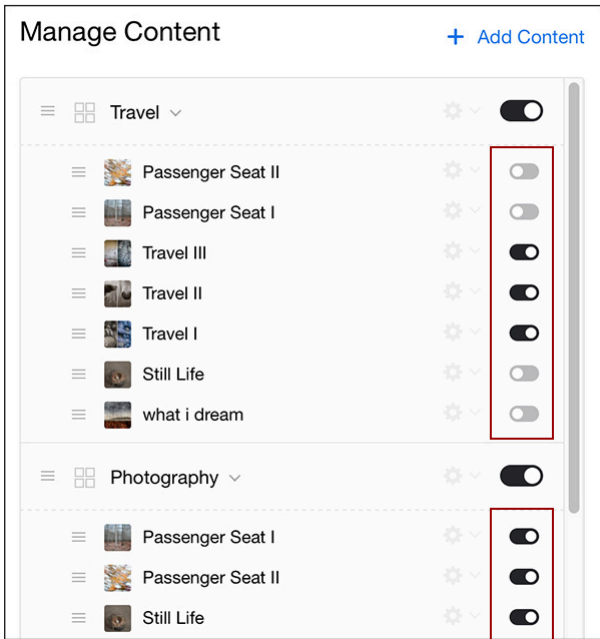 Manage Content
+ Add Content
Travel
Passenger Seat II
Passenger Seat I
Travel III
Travel II
Travel I
Still Life
what i dream
Photography
Passenger Seat I
Passenger Seat II
Still Life